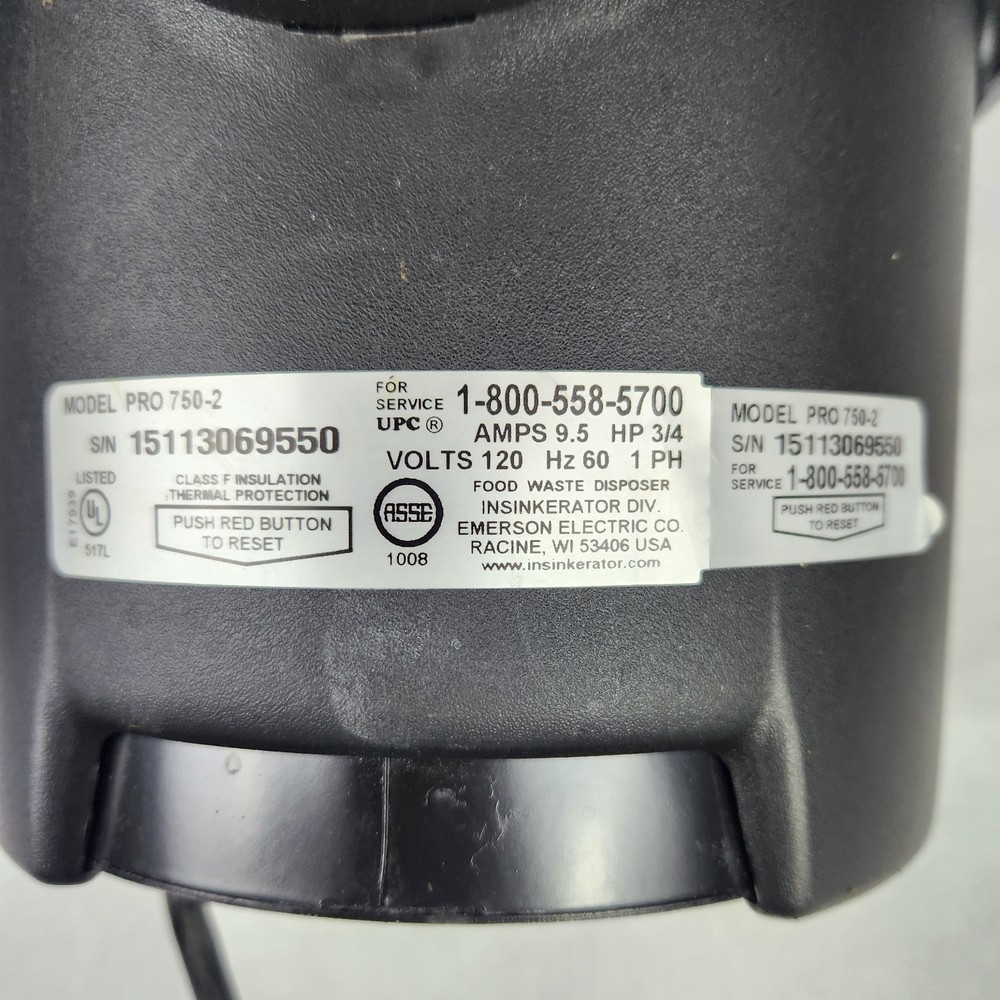 MODEL PRO 750-2
S/N 15113069550
LISTED
UL
E117939
517L
CLASS F INSULATION
THERMAL PROTECTION
PUSH RED BUTTON
TO RESET
FOR
SERVICE 1-800-558-5700
UPC ®
AMPS 9.5 HP 3/4
VOLTS 120 Hz 60 1 PH
ASSE
1008
FOOD WASTE DISPOSER
INSINKERATOR DIV.
EMERSON ELECTRIC CO.
RACINE, WI 53406 USA
www.insinkerator.com
MODEL PRO 750-2
S/N 15113069550
FOR
SERVICE 1-800-558-5700
PUSH RED BUTTON
TO RESET